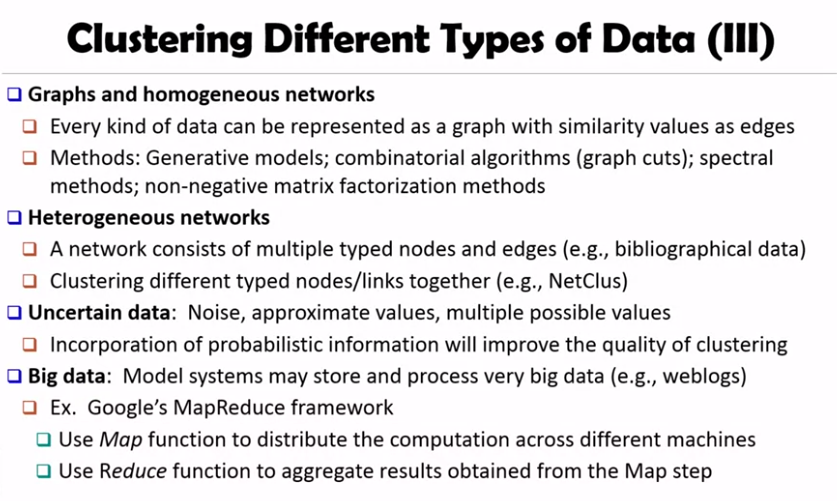 Clustering Different Types of Data (III)
Graphs and homogeneous networks
Every kind of data can be represented as a graph with similarity values as edges
Methods: Generative models; combinatorial algorithms (graph cuts); spectral
methods; non-negative matrix factorization methods
Heterogeneous networks
A network consists of multiple typed nodes and edges (e.g., bibliographical data)
Clustering different typed nodes/links together (e.g., NetClus)
Uncertain data: Noise, approximate values, multiple possible values
Incorporation of probabilistic information will improve the quality of clustering
Big data: Model systems may store and process very big data (e.g., weblogs)
Ex. Google's MapReduce framework
Use Map function to distribute the computation across different machines
Use Reduce function to aggregate results obtained from the Map step